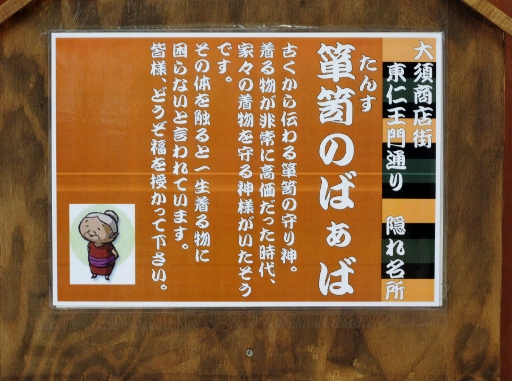 大須商店街
東仁王門通り 隠れ名所
たんす
箪笥のばぁば
古くから伝わる箪笥の守り神。
着る物が非常に高価だった時代、
家々の着物を守る神様がいたそう
です。
その体を触ると一生着る物に
困らないと言われています。
皆様、どうぞ福を授かって下さい。